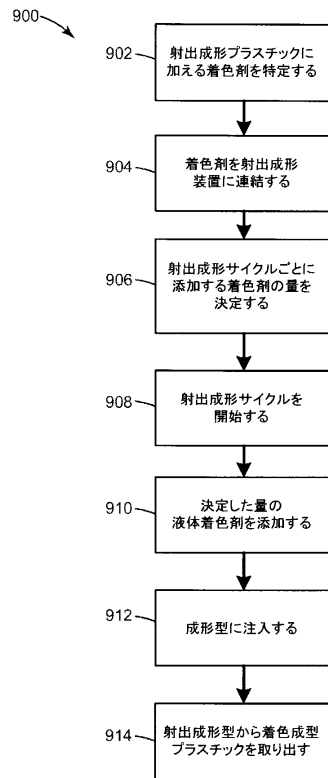 900
902
射出成形プラスチックに
加える着色剤を特定する
904
着色剤を射出成形
装置に連結する
906
射出成形サイクルごとに
添加する着色剤の量を
決定する
908
射出成形サイクルを
開始する
910
決定した量の
液体着色剤を添加する
912
成形型に注入する
914
射出成形型から着色成型
プラスチックを取り出す